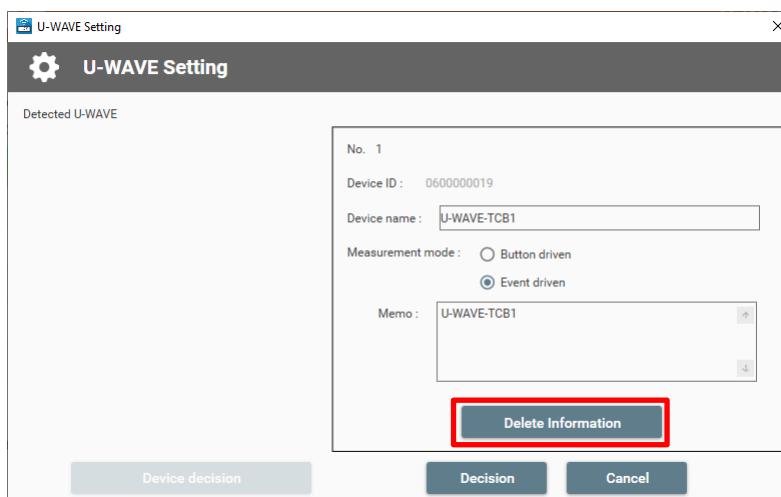 U-WAVE Setting
U-WAVE Setting
Detected U-WAVE
No. 1
Device ID : 0600000019
Device name : U-WAVE-TCB1
Measurement mode : Button driven
Event driven
Memo : U-WAVE-TCB1
Delete Information
Device decision Decision Cancel